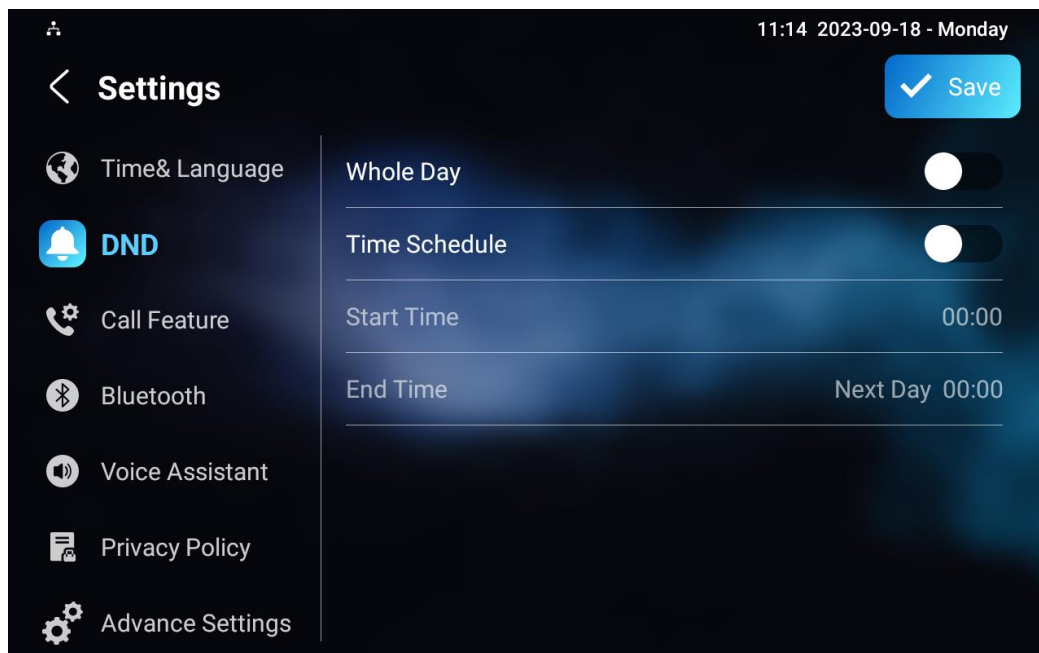 11:14 2023-09-18 - Monday
Settings
Save
Time& Language
DND
Call Feature
Bluetooth
Voice Assistant
Privacy Policy
Advance Settings
Whole Day
Time Schedule
Start Time 00:00
End Time Next Day 00:00